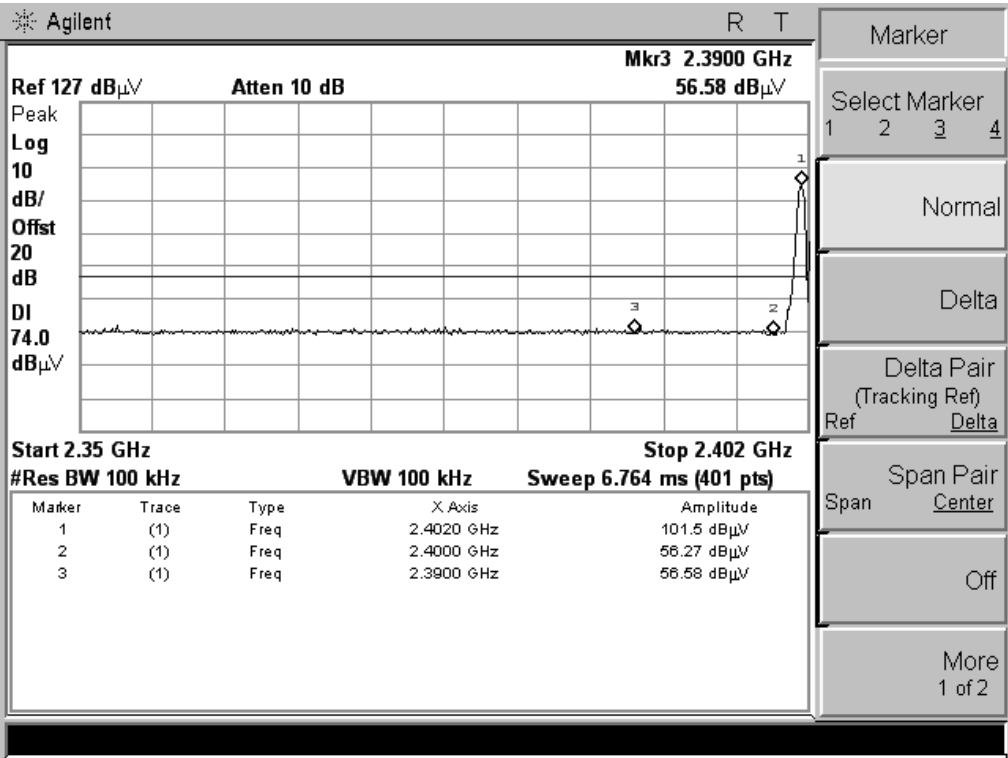 Agilent R T
Mkr3 2.3900 GHz
Ref 127 dBµV Atten 10 dB 56.58 dBµV
Peak
Log
10
dB/
Offst
20
dB
DI
74.0
dBµV
1
3
2
Start 2.35 GHz Stop 2.402 GHz
#Res BW 100 kHz VBW 100 kHz Sweep 6.764 ms (401 pts)
Marker Trace Type X Axis Amplitude
1 (1) Freq 2.4020 GHz 101.5 dBµV
2 (1) Freq 2.4000 GHz 56.27 dBµV
3 (1) Freq 2.3900 GHz 56.58 dBµV
Marker
Select Marker
1 2 3 4
Normal
Delta
Delta Pair
(Tracking Ref)
Ref Delta
Span Pair
Span Center
Off
More
1 of 2